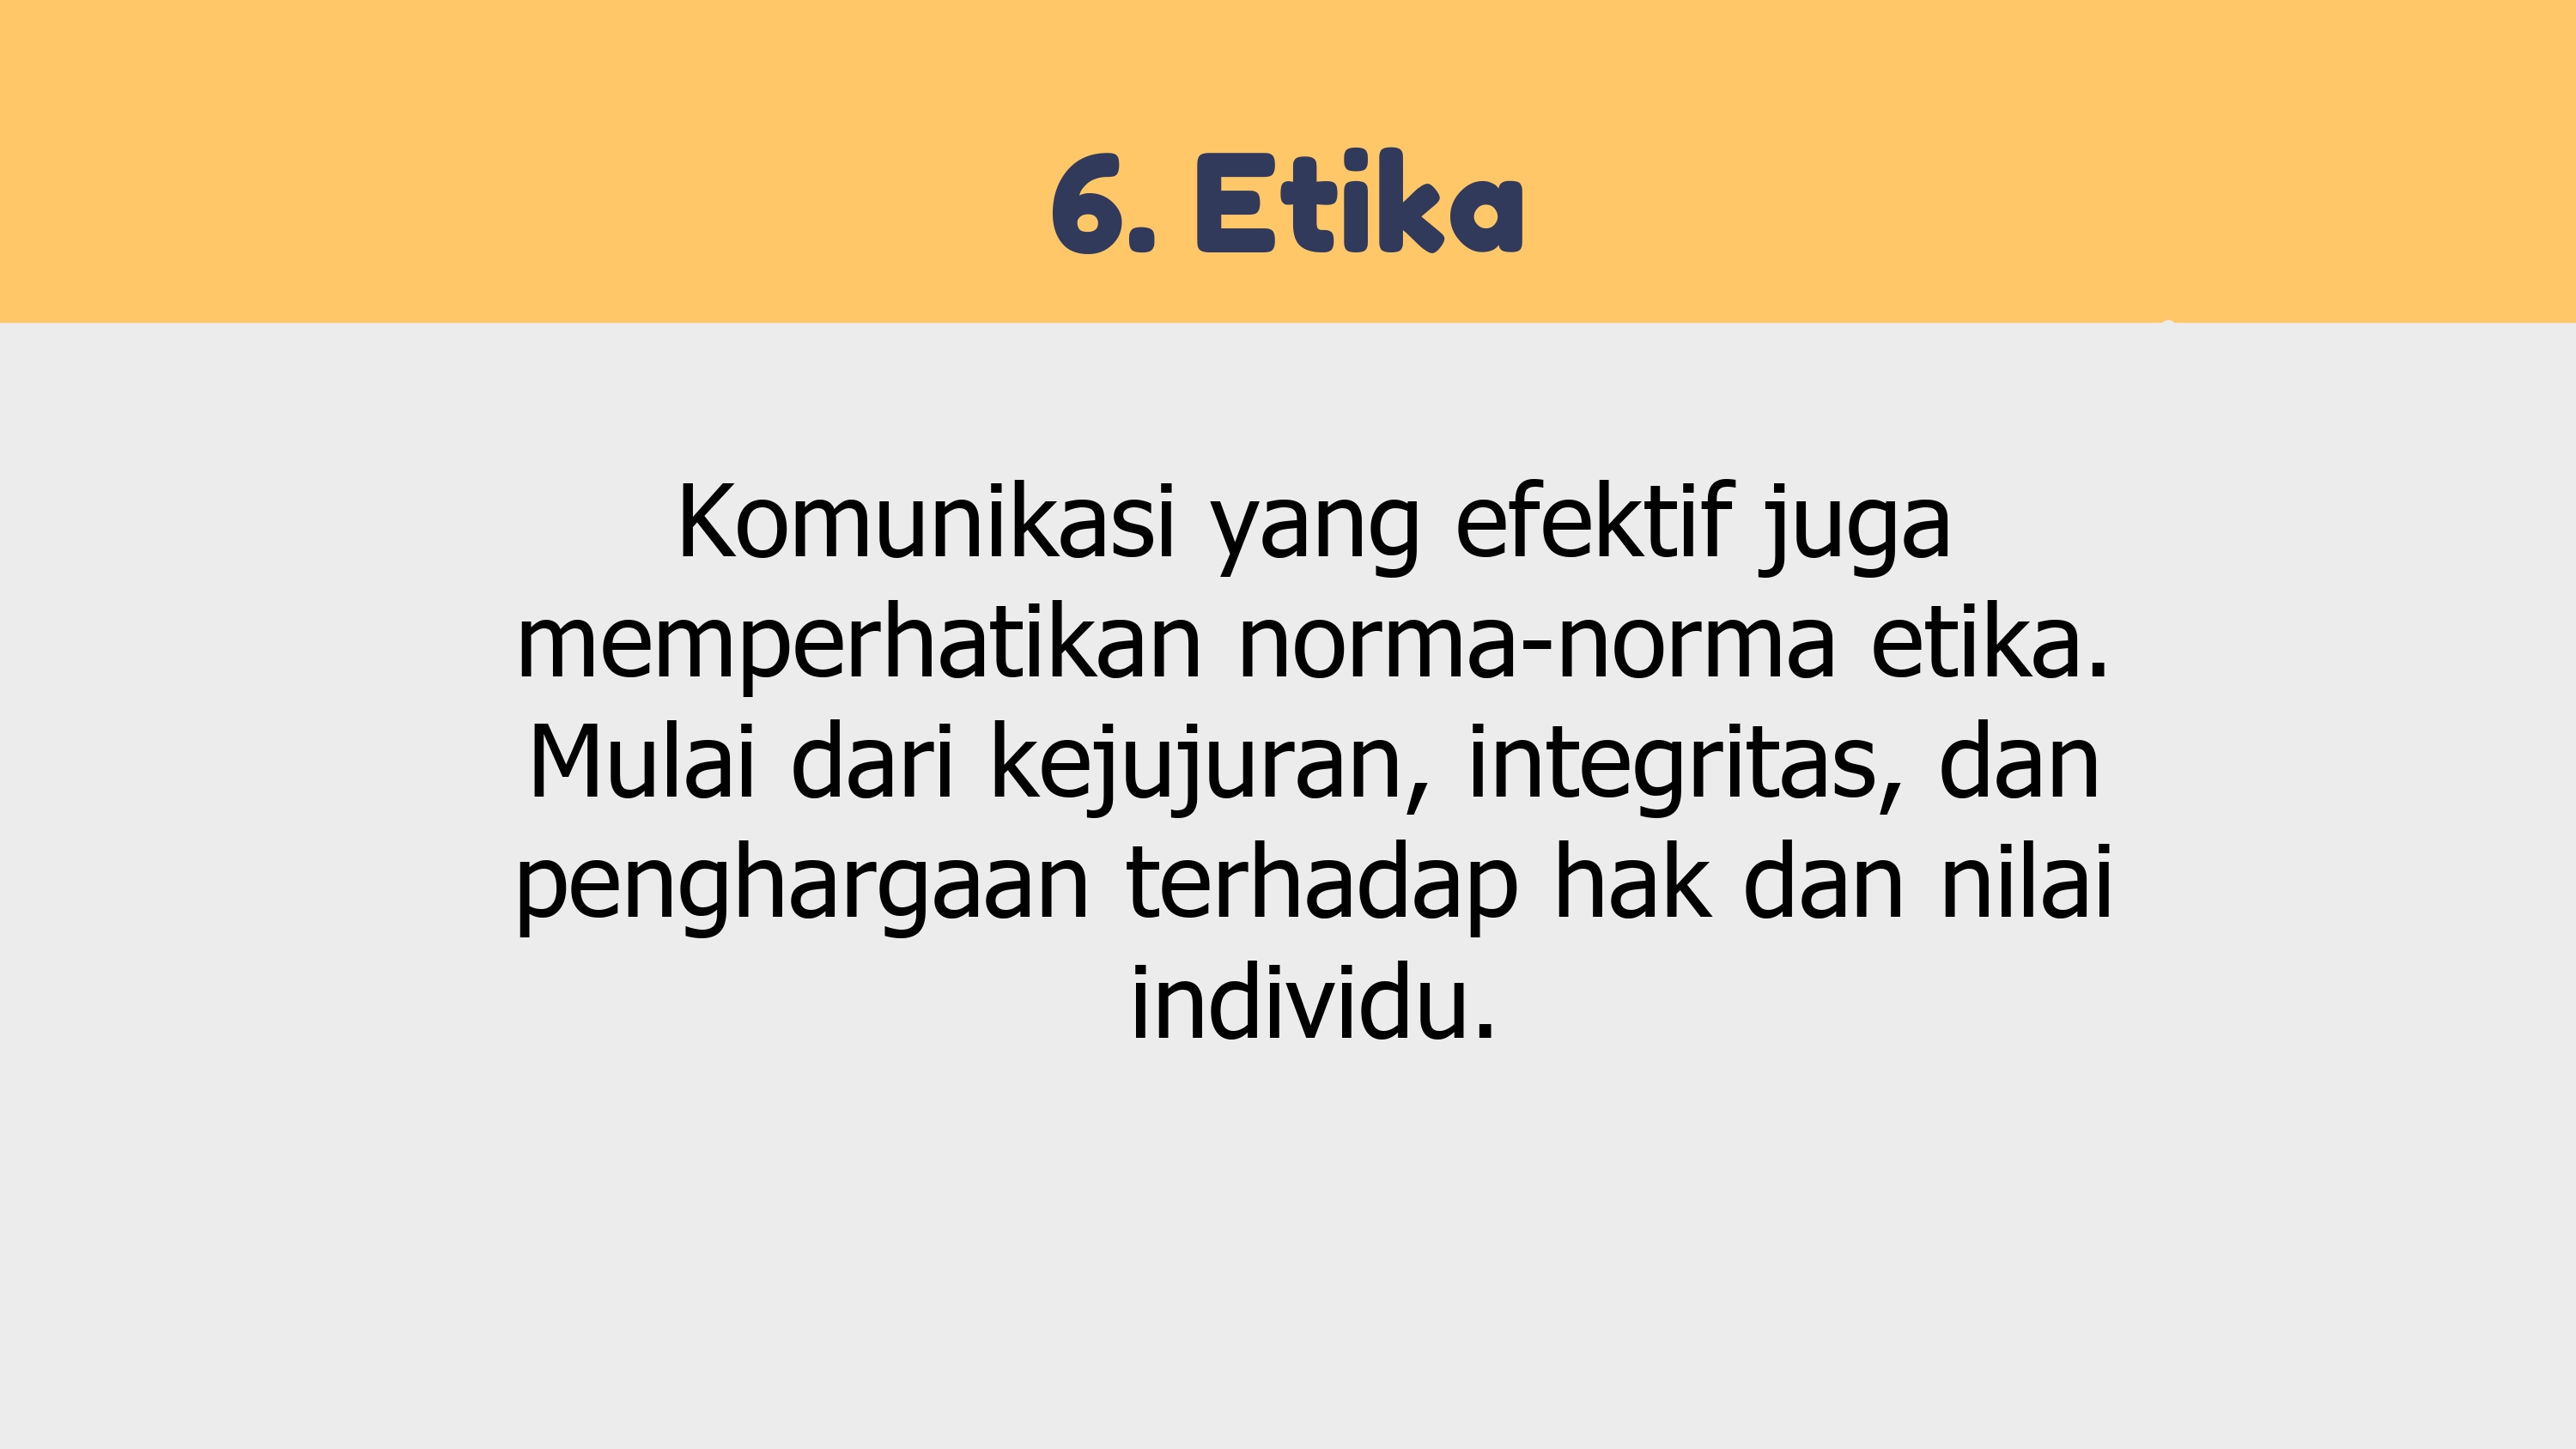 6. Etika
Komunikasi yang efektif juga
memperhatikan norma-norma etika.
Mulai dari kejujuran, integritas, dan
penghargaan terhadap hak dan nilai
individu.